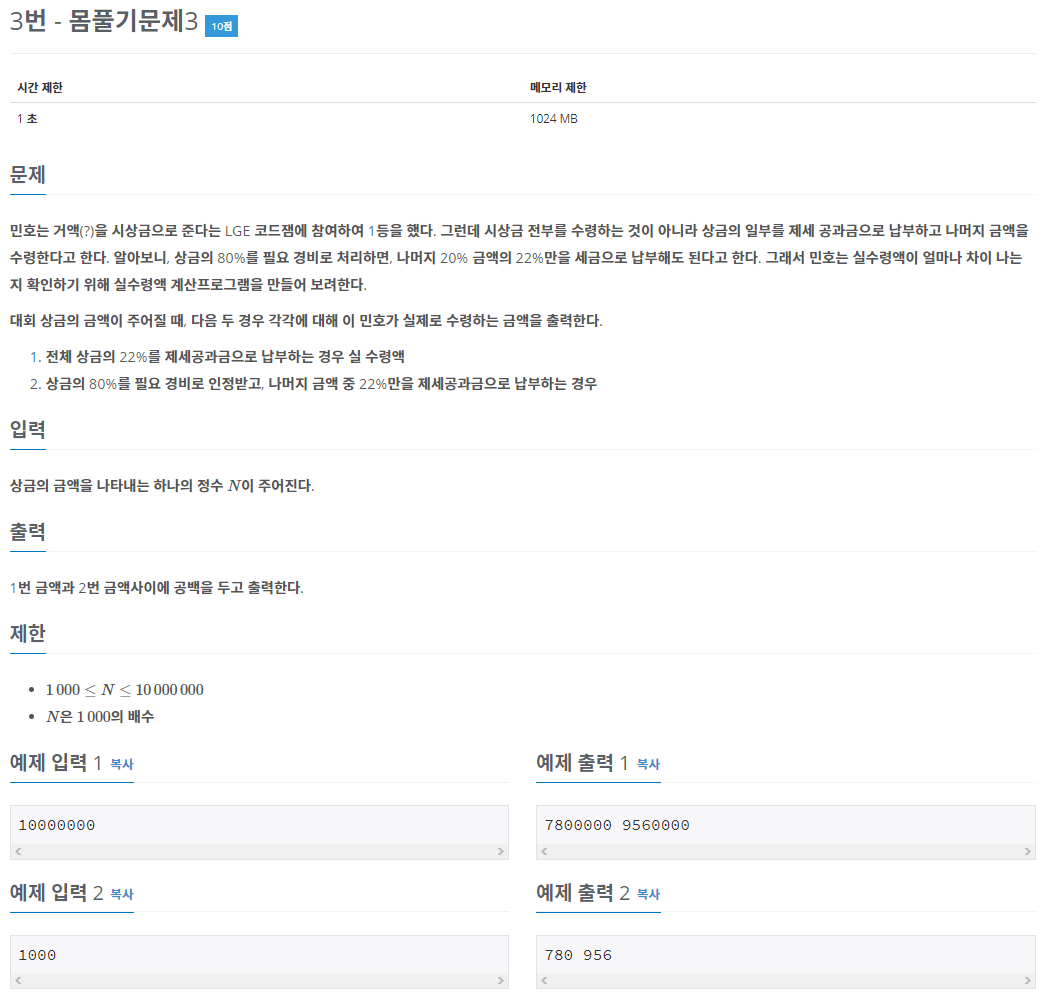 3번 - 몸풀기문제3 10점
시간 제한 메모리 제한
1 초 1024 MB
문제
민호는 거액(?)을 시상금으로 준다는 LGE 코드잼에 참여하여 1등을 했다. 그런데 시상금 전부를 수령하는 것이 아니라 상금의 일부를 제세 공과금으로 납부하고 나머지 금액을
수령한다고 한다. 알아보니, 상금의 80%를 필요 경비로 처리하면, 나머지 20% 금액의 22%만을 세금으로 납부해도 된다고 한다. 그래서 민호는 실수령액이 얼마나 차이 나는
지 확인하기 위해 실수령액 계산프로그램을 만들어 보려한다.
대회 상금의 금액이 주어질 때, 다음 두 경우 각각에 대해 이 민호가 실제로 수령하는 금액을 출력한다.
1. 전체 상금의 22%를 제세공과금으로 납부하는 경우 실 수령액
2. 상금의 80%를 필요 경비로 인정받고, 나머지 금액 중 22%만을 제세공과금으로 납부하는 경우
입력
상금의 금액을 나타내는 하나의 정수 N이 주어진다.
출력
1번 금액과 2번 금액사이에 공백을 두고 출력한다.
제한
• 1 000 ≤ N ≤ 10 000 000
• N은 1 000의 배수
예제 입력 1 복사 예제 출력 1 복사
10000000 7800000 9560000
예제 입력 2 복사 예제 출력 2 복사
1000 780 956